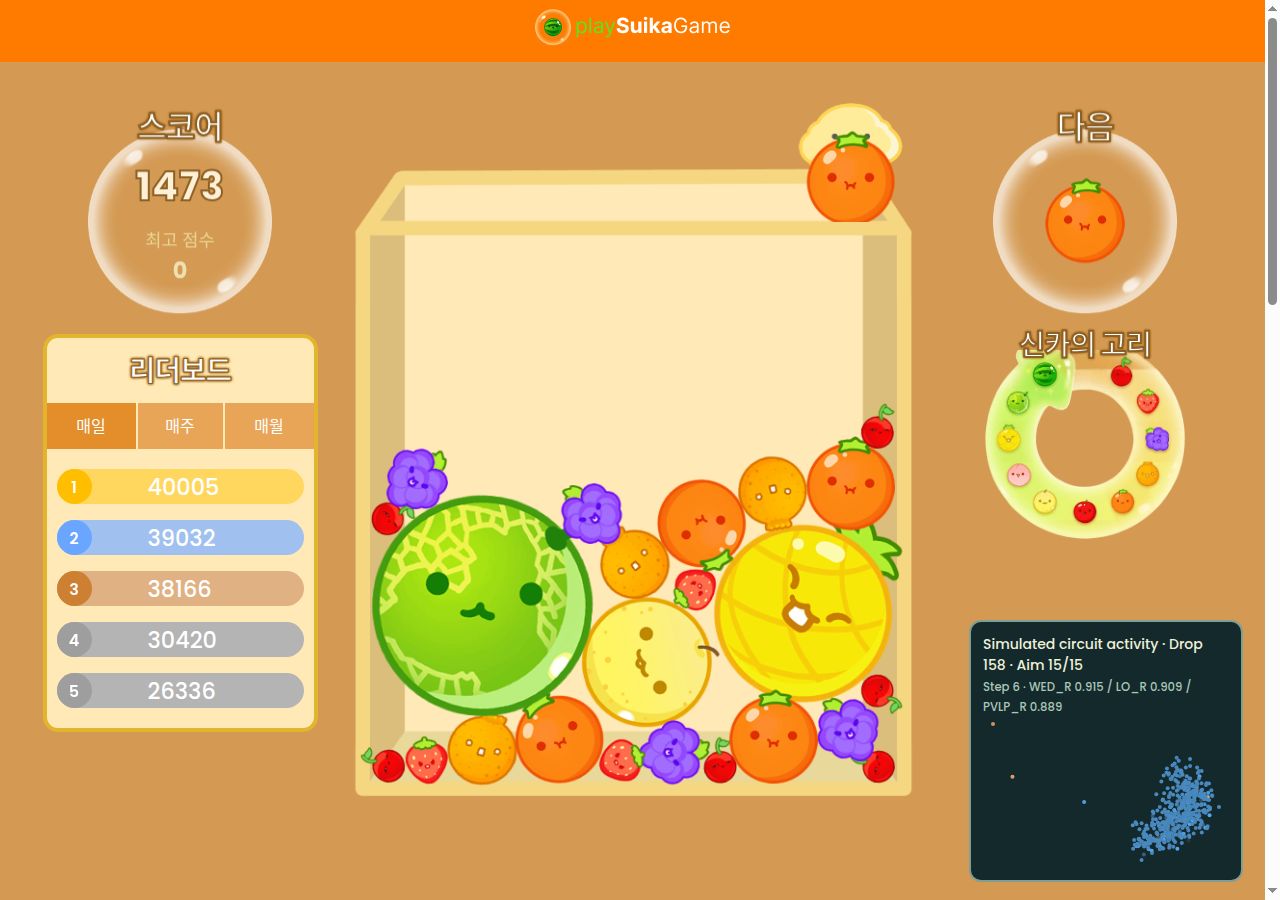 playSuikaGame
스코어
1473
최고 점수
0
리더보드
매일 매주 매월
1 40005
2 39032
3 38166
4 30420
5 26336
다음
신카의 고리
Simulated circuit activity · Drop
158 · Aim 15/15
Step 6 · WED_R 0.915 / LO_R 0.909 /
PVLP_R 0.889